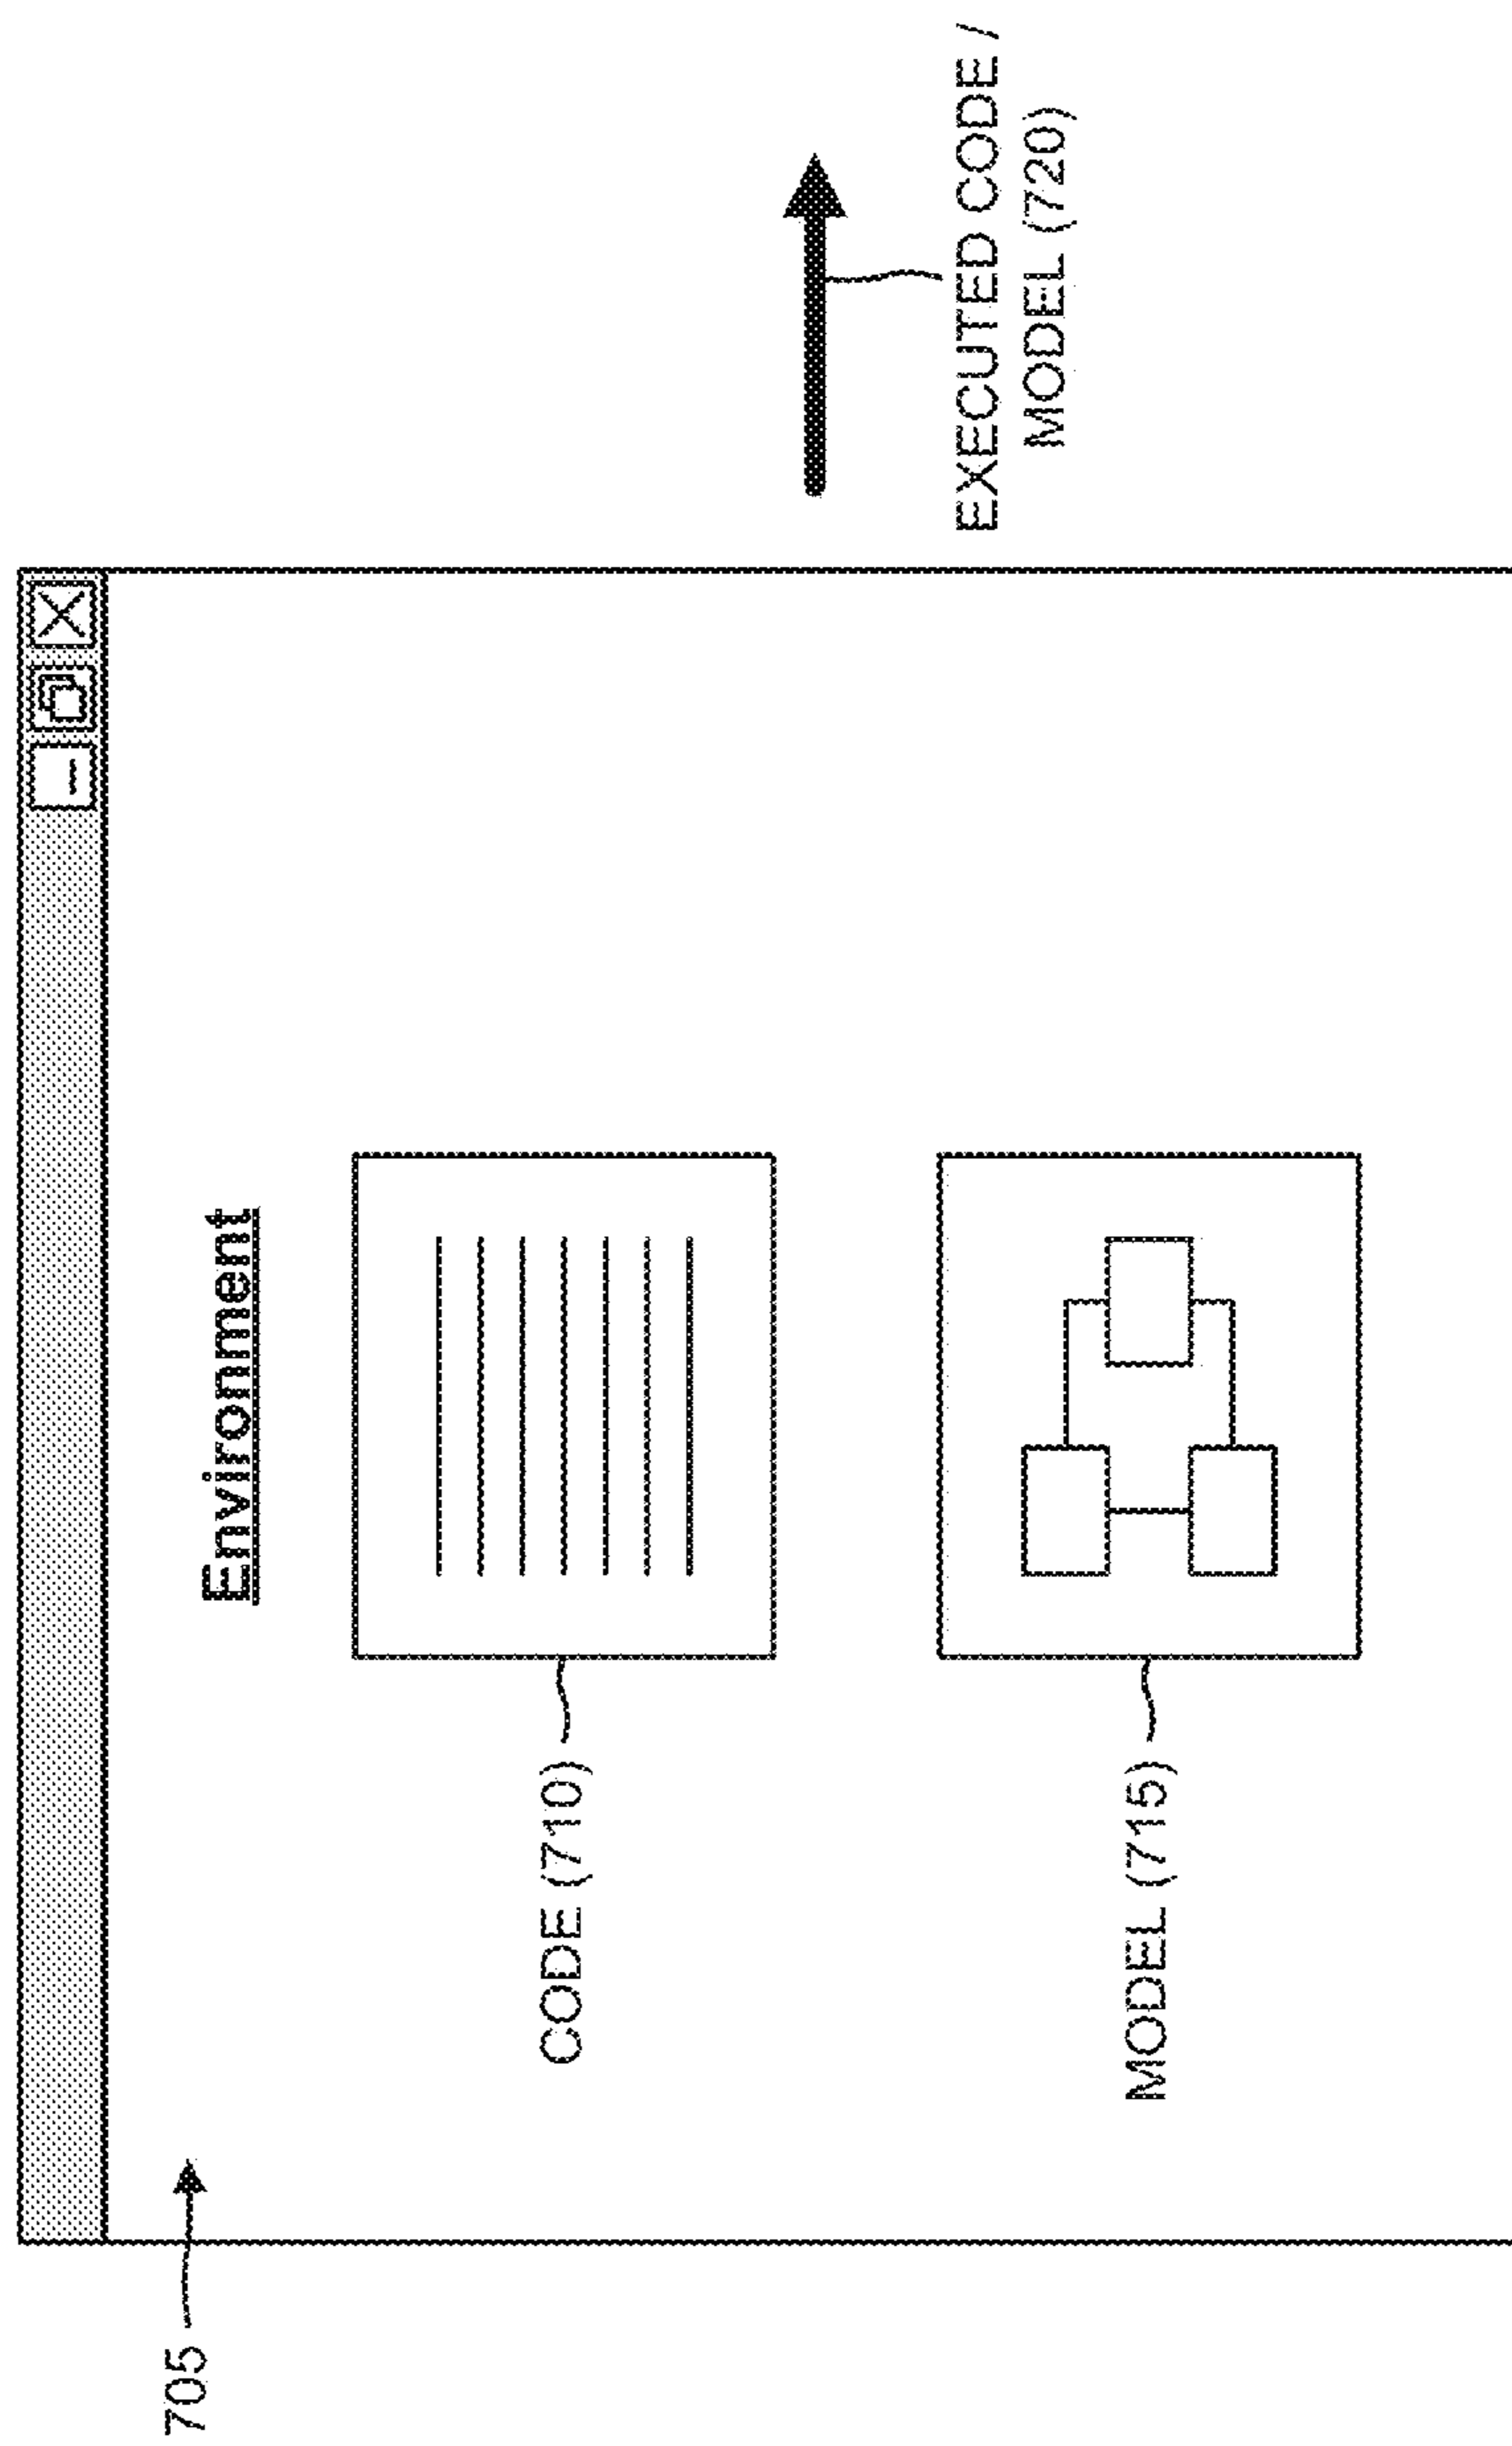 705
Environment
CODE (710)
MODEL (715)
EXECUTED CODE /
MODEL (720)